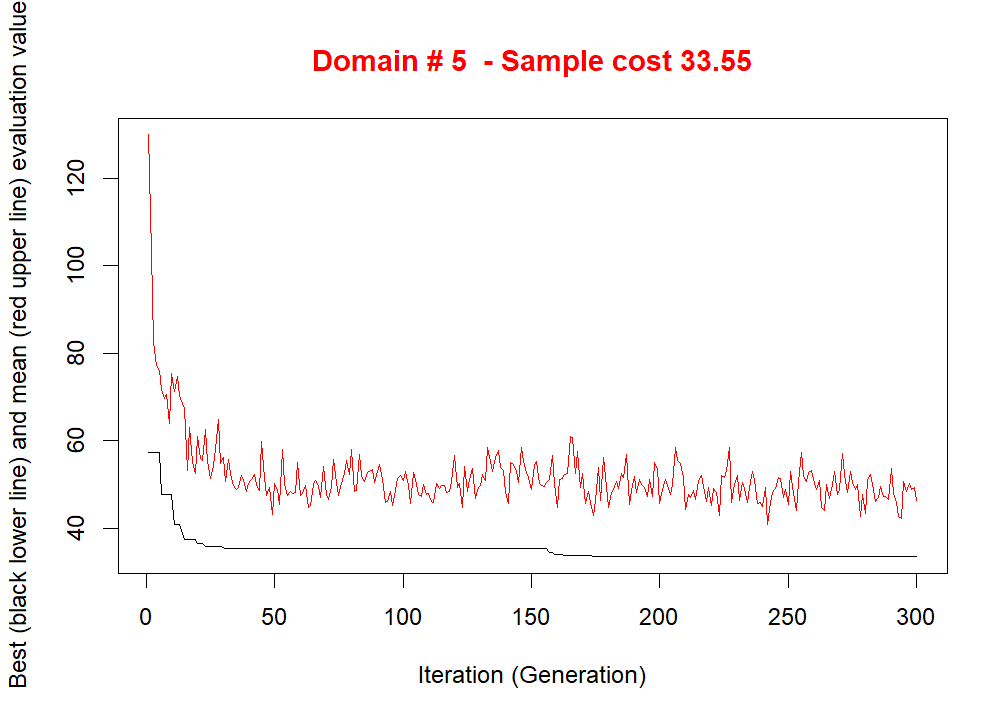 Domain # 5  - Sample cost 33.55
Best (black lower line) and mean (red upper line) evaluation value
120
100
80
60
40
0 50 100 150 200 250 300
Iteration (Generation)